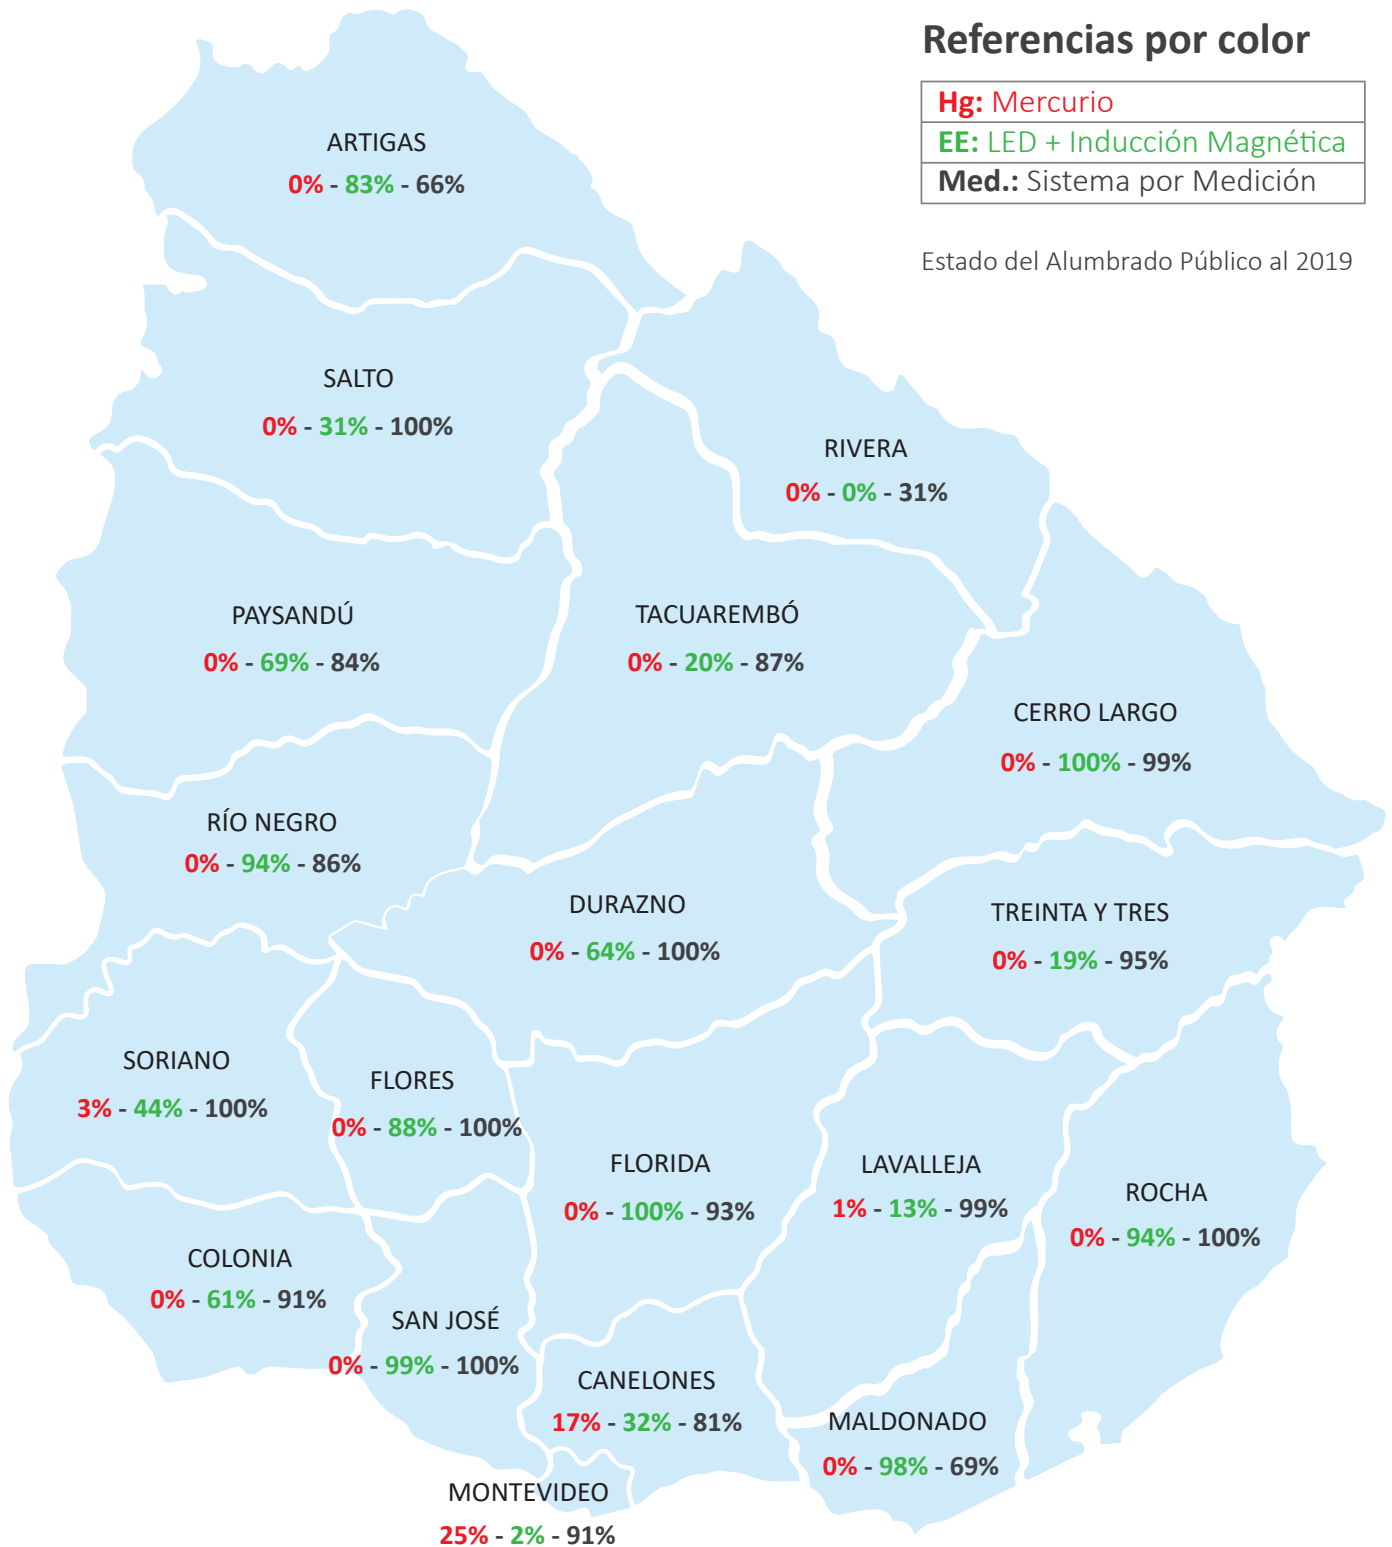 Referencias por color
Hg: Mercurio
EE: LED + Inducción Magnética
Med.: Sistema por Medición
Estado del Alumbrado Público al 2019
ARTIGAS
0% - 83% - 66%
SALTO
0% - 31% - 100%
RIVERA
0% - 0% - 31%
PAYSANDÚ
0% - 69% - 84%
TACUAREMBÓ
0% - 20% - 87%
CERRO LARGO
0% - 100% - 99%
RÍO NEGRO
0% - 94% - 86%
DURAZNO
0% - 64% - 100%
TREINTA Y TRES
0% - 19% - 95%
SORIANO
3% - 44% - 100%
FLORES
0% - 88% - 100%
FLORIDA
0% - 100% - 93%
LAVALLEJA
1% - 13% - 99%
ROCHA
0% - 94% - 100%
COLONIA
0% - 61% - 91%
SAN JOSÉ
0% - 99% - 100%
CANELONES
17% - 32% - 81%
MALDONADO
0% - 98% - 69%
MONTEVIDEO
25% - 2% - 91%